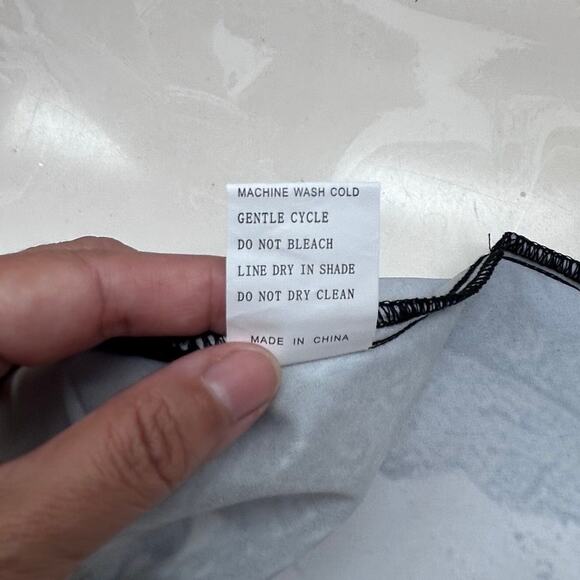 MACHINE WASH COLD
GENTLE CYCLE
DO NOT BLEACH
LINE DRY IN SHADE
DO NOT DRY CLEAN
MADE IN CHINA